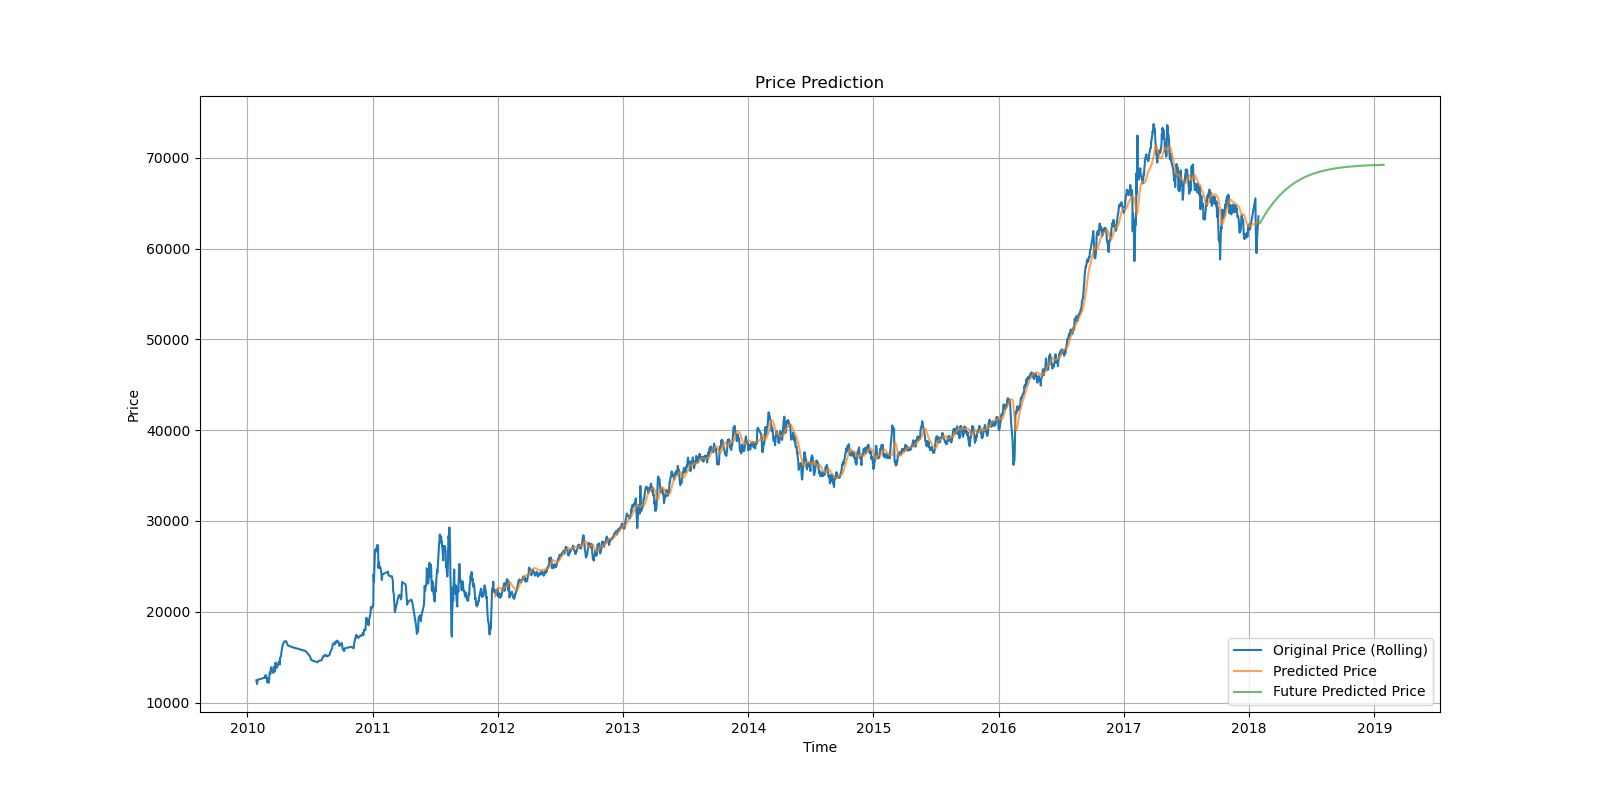 Price Prediction
Price
70000
60000
50000
40000
30000
20000
10000
2010 2011 2012 2013 2014 2015 2016 2017 2018 2019
Time
Original Price (Rolling)
Predicted Price
Future Predicted Price